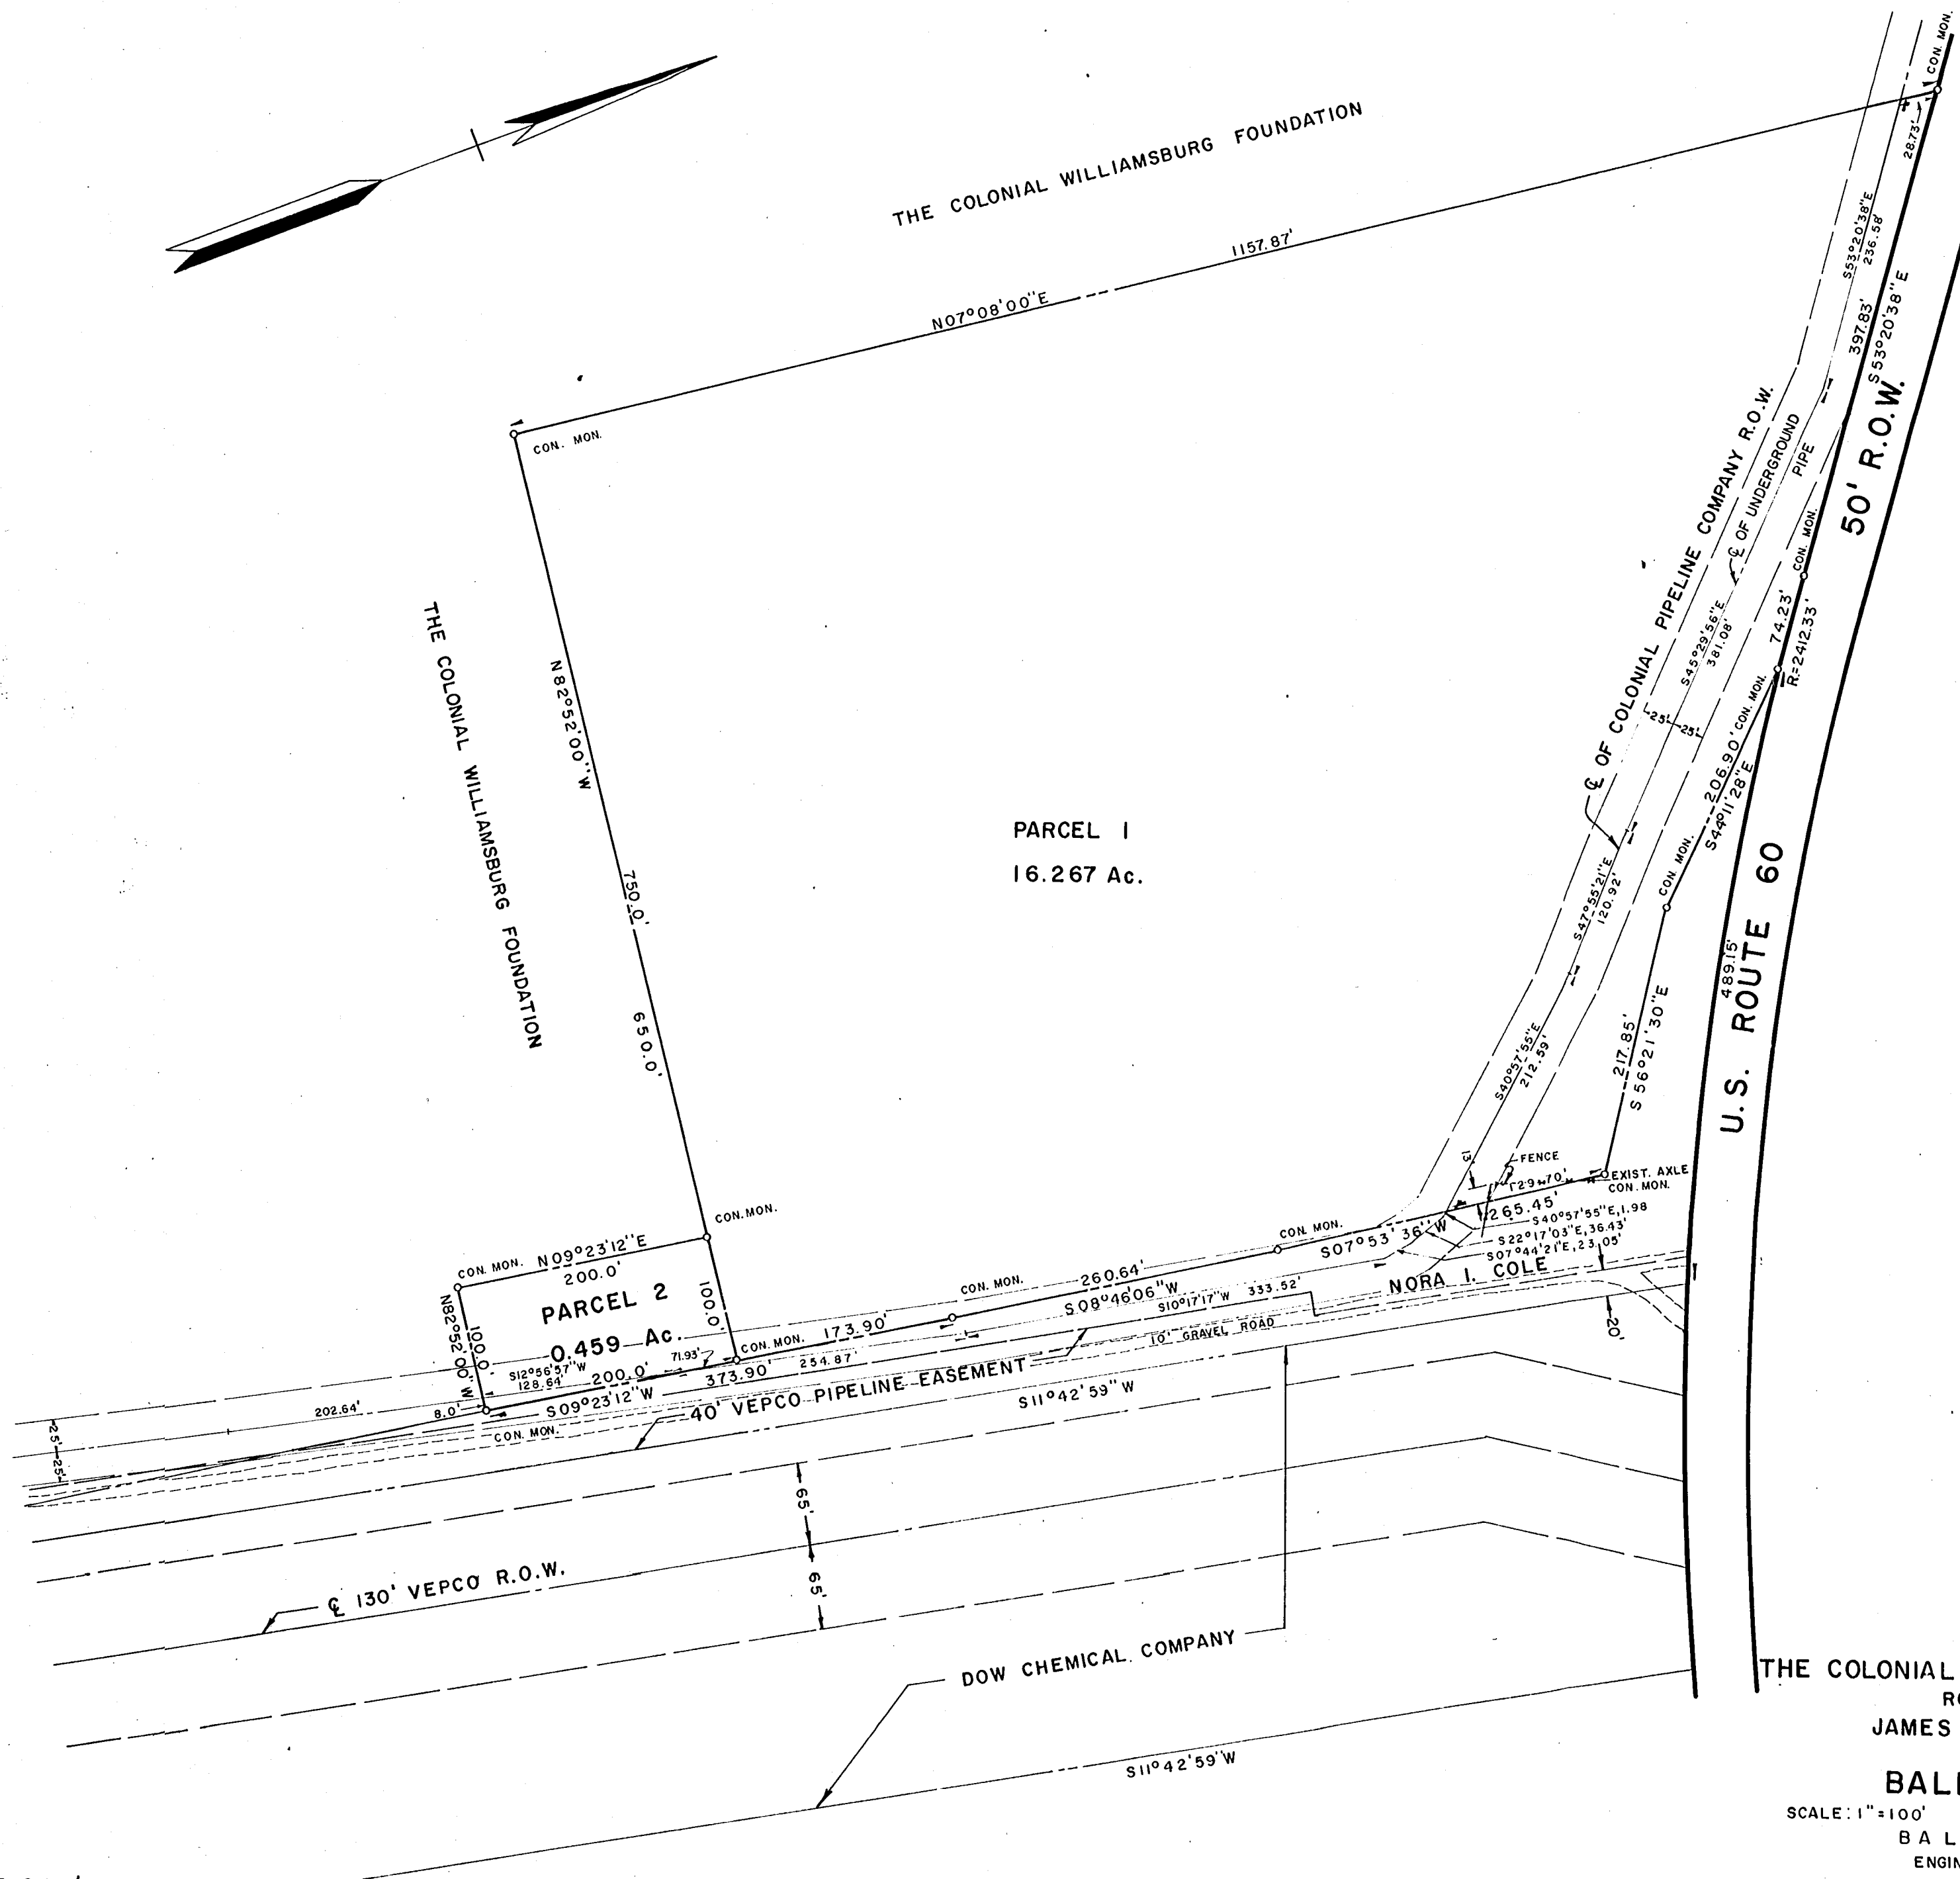 CON. MON.
THE COLONIAL WILLIAMSBURG FOUNDATION
28.73'
1157.87'
N07°08'00"E
S53°20'38"E
236.58'
397.83'
S53°20'38"E
50' R.O.W.
CON. MON.
℄ OF COLONIAL PIPELINE COMPANY R.O.W.
℄ OF UNDERGROUND
PIPE
CON. MON.
74.23'
R=2412.33'
THE COLONIAL WILLIAMSBURG FOUNDATION
N82°52'00"W
750.0'
650.0'
S45°29'56"E
381.08'
25'
25'
CON. MON.
206.90'
S44°11'28"E
CON. MON.
PARCEL 1
16.267 Ac.
S47°55'21"E
120.92'
489.15'
U.S. ROUTE 60
217.85'
S56°21'30"E
S40°57'55"E
212.59'
13'
FENCE
129.70'
EXIST. AXLE
CON. MON.
265.45'
S07°53'36"W
S40°57'55"E, 1.98
S22°17'03"E, 36.43'
S07°44'21"E, 23.05'
CON. MON.
CON. MON.
CON. MON. N09°23'12"E
200.0'
PARCEL 2
0.459 Ac.
N82°52'00"W
100.0'
100.0'
S12°56'57"W
128.64'
71.93'
200.0'
CON. MON.
173.90'
CON. MON.
260.64'
S08°46'06"W
S10°17'17"W
333.52'
NORA I. COLE
10' GRAVEL ROAD
20'
373.90'
254.87'
S09°23'12"W
202.64'
8.0'
CON. MON.
40' VEPCO PIPELINE EASEMENT
S11°42'59"W
25'
25'
65'
65'
℄ 130' VEPCO R.O.W.
DOW CHEMICAL COMPANY
S11°42'59"W
THE COLONIAL
JAMES
SCALE: 1"=100'